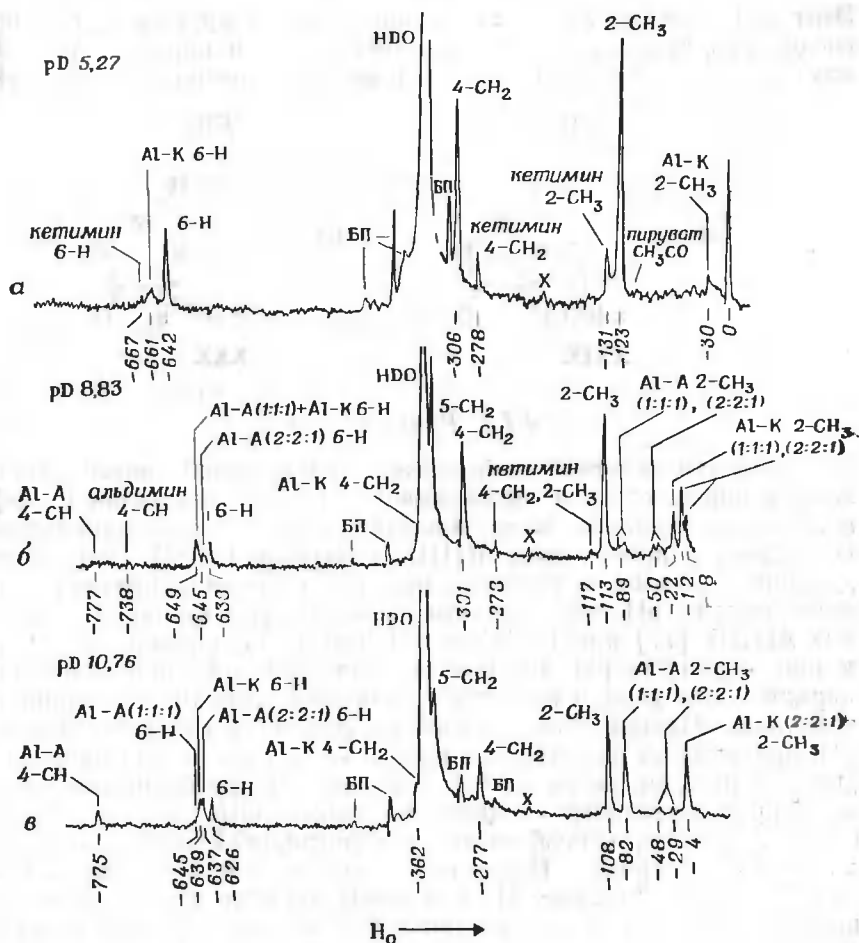 pD 5,27
HDO
2-CH₃
4-CH₂
Al-K 6-H
кетимин 6-H
6-H
БП
БП
кетимин 4-CH₂
кетимин 2-CH₃
X
пируват CH₃CO
Al-K 2-CH₃
а
-667
-661
-642
-306
-278
-131
-123
-30
0
pD 8,83
HDO
Al-A(1:1:1)+Al-K 6-H
Al-A(2:2:1) 6-H
Al-A 4-CH
альдимин 4-CH
6-H
Al-K 4-CH₂
БП
5-CH₂
4-CH₂
кетимин 4-CH₂, 2-CH₃
X
2-CH₃
Al-A 2-CH₃ (1:1:1), (2:2:1)
Al-K 2-CH₃ (1:1:1),(2:2:1)
б
-777
-738
-649
-645
-633
-301
-273
-117
-113
-89
-50
-22
-12
-8
pD 10,76
HDO
Al-A(1:1:1) 6-H
Al-K 6-H
Al-A(2:2:1) 6-H
Al-A 4-CH
6-H
Al-K 4-CH₂
БП
5-CH₂
БП
4-CH₂
БП
X
2-CH₃
Al-A 2-CH₃ (1:1:1),(2:2:1)
Al-K(2:2:1) 2-CH₃
в
-775
-645
-639
-637
-626
-362
-277
-108
-82
-48
-29
-4
H₀